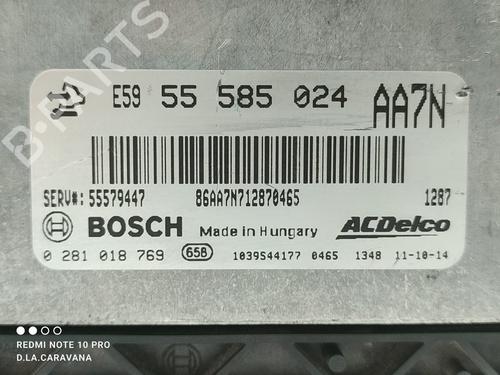 E59 55 585 024 AA7N
SERV#: 55579447 86AA7N712870465 1287
BOSCH Made in Hungary ACDelco
0 281 018 769 65B 1039S44177 0465 1348 11-10-14
B-PARTS
REDMI NOTE 10 PRO
D.LA.CARAVANA